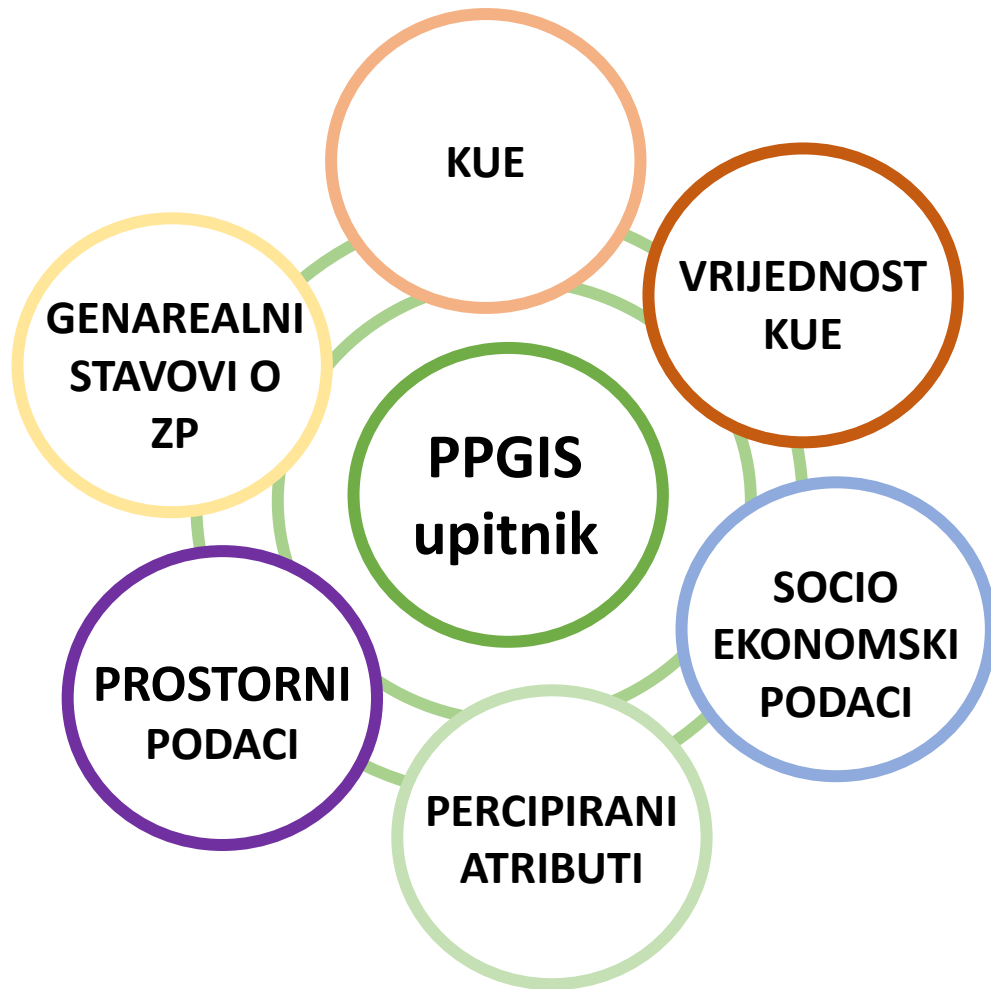 KUE
VRIJEDNOST
KUE
GENAREALNI
STAVOVI O
ZP
PPGIS
upitnik
SOCIO
EKONOMSKI
PODACI
PROSTORNI
PODACI
PERCIPIRANI
ATRIBUTI